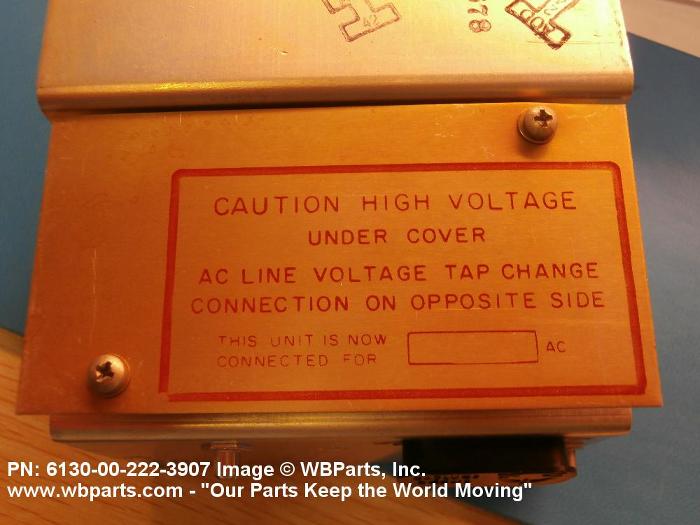 42
678
CAUTION HIGH VOLTAGE
UNDER COVER
AC LINE VOLTAGE TAP CHANGE
CONNECTION ON OPPOSITE SIDE
THIS UNIT IS NOW
CONNECTED FOR
AC
PN: 6130-00-222-3907 Image © WBParts, Inc.
www.wbparts.com - "Our Parts Keep the World Moving"